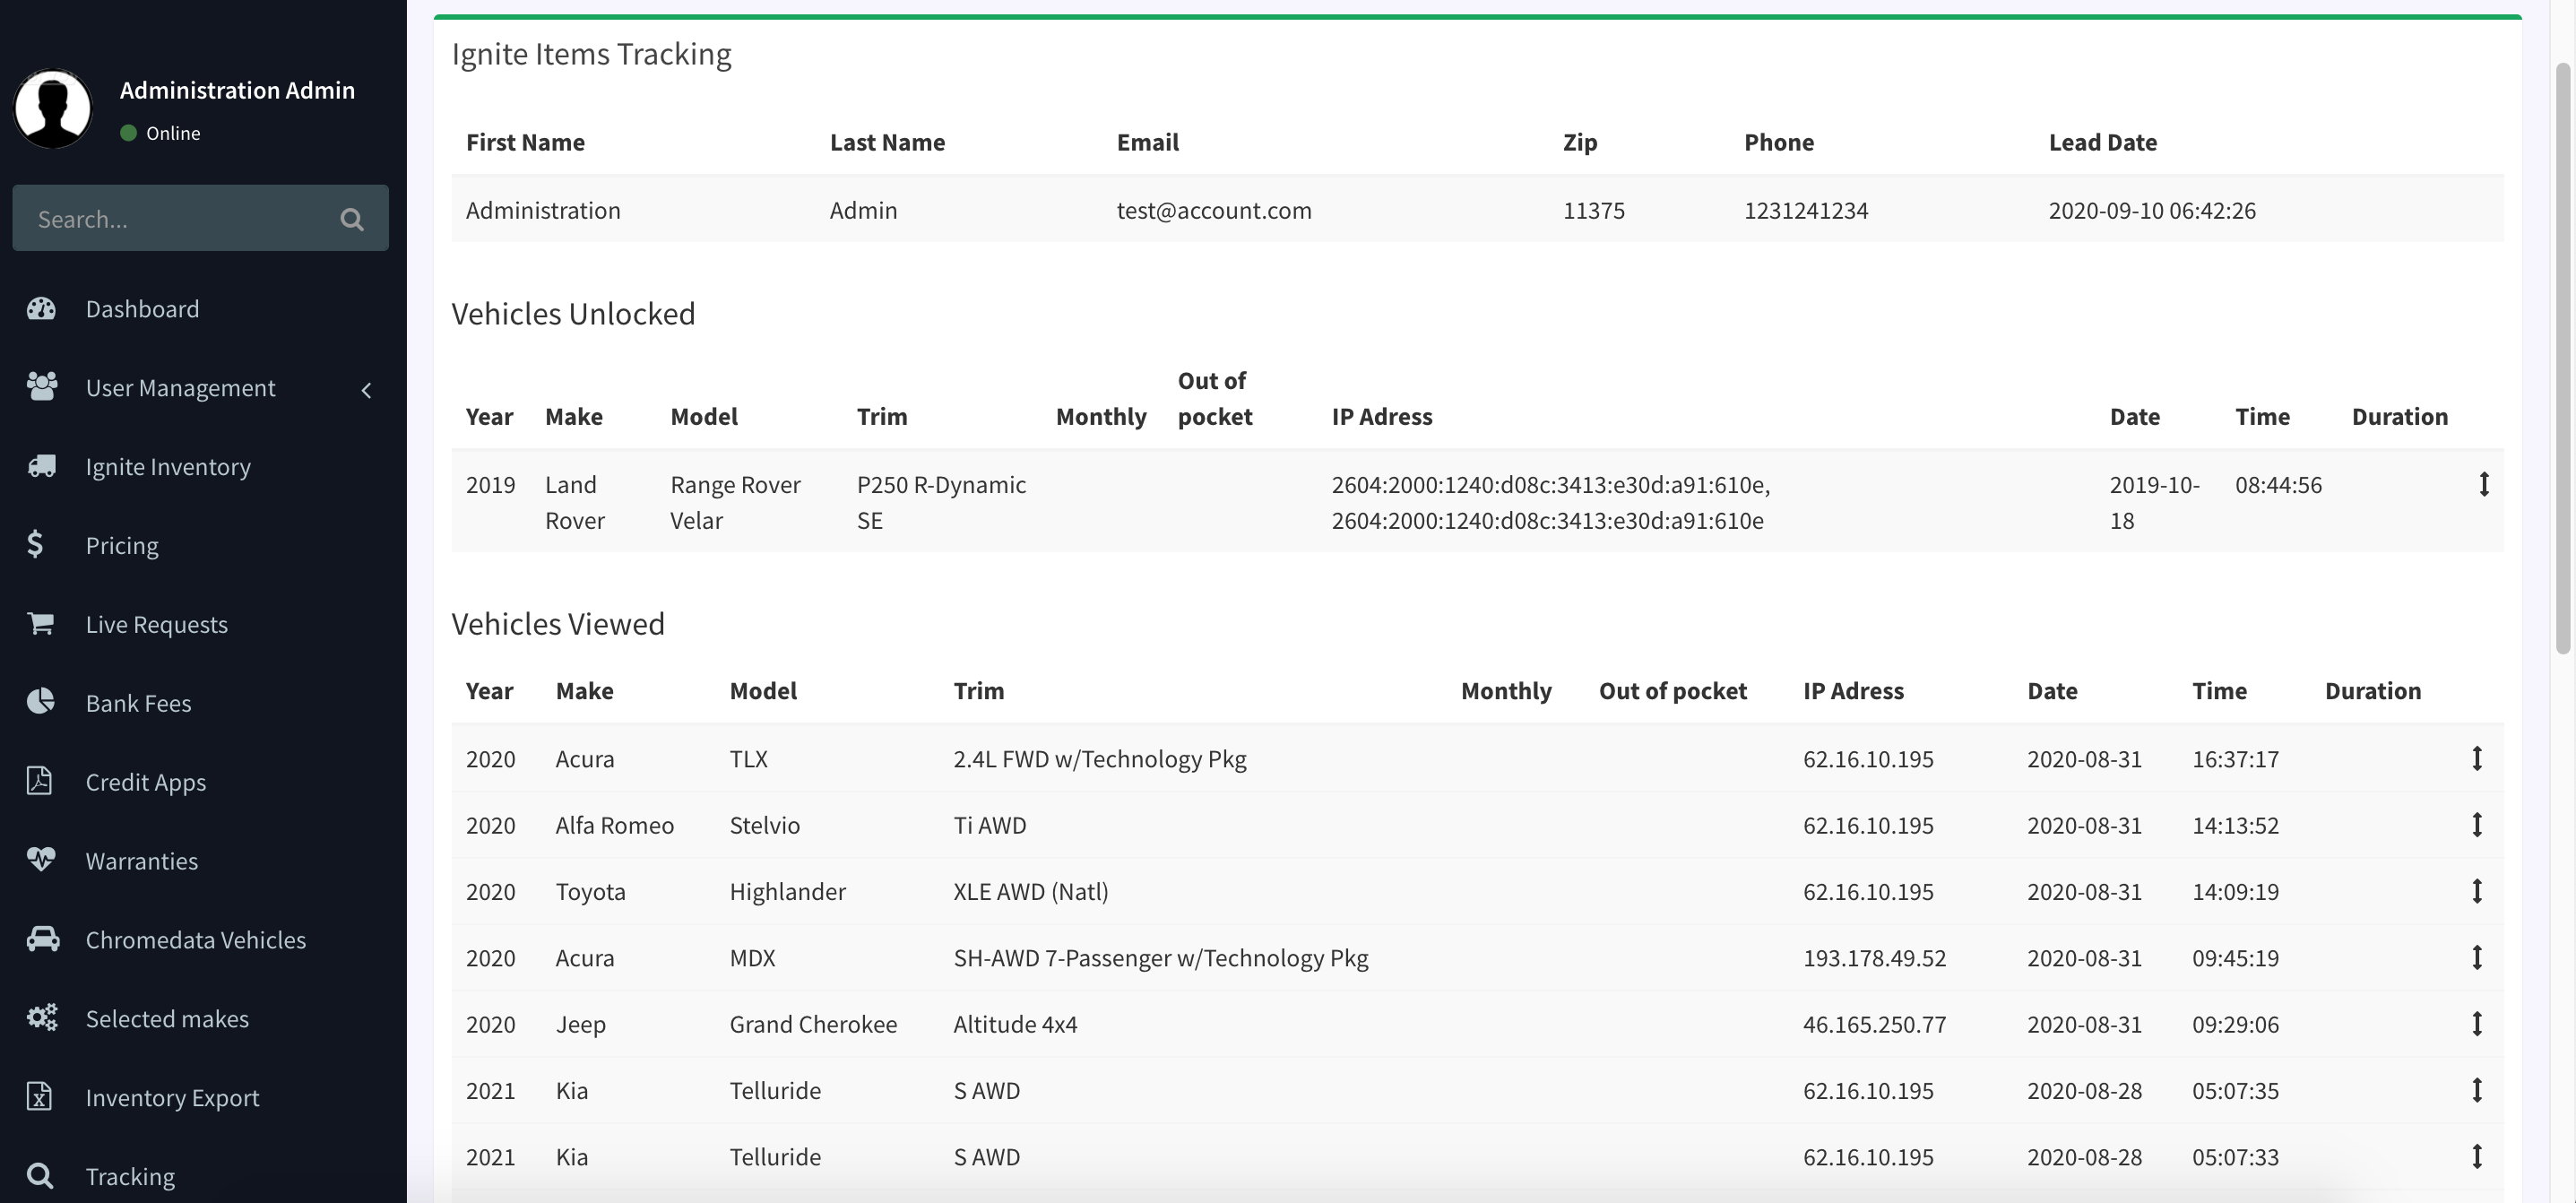 Administration Admin
Online
Search...
Dashboard
User Management
Ignite Inventory
Pricing
Live Requests
Bank Fees
Credit Apps
Warranties
Chromedata Vehicles
Selected makes
Inventory Export
Tracking
Ignite Items Tracking
First Name Last Name Email Zip Phone Lead Date
Administration Admin test@account.com 11375 1231241234 2020-09-10 06:42:26
Vehicles Unlocked
Out of
Year Make Model Trim Monthly pocket IP Adress Date Time Duration
2019 Land Range Rover P250 R-Dynamic 2604:2000:1240:d08c:3413:e30d:a91:610e, 2019-10- 08:44:56
Rover Velar SE 2604:2000:1240:d08c:3413:e30d:a91:610e 18
Vehicles Viewed
Year Make Model Trim Monthly Out of pocket IP Adress Date Time Duration
2020 Acura TLX 2.4L FWD w/Technology Pkg 62.16.10.195 2020-08-31 16:37:17
2020 Alfa Romeo Stelvio Ti AWD 62.16.10.195 2020-08-31 14:13:52
2020 Toyota Highlander XLE AWD (Natl) 62.16.10.195 2020-08-31 14:09:19
2020 Acura MDX SH-AWD 7-Passenger w/Technology Pkg 193.178.49.52 2020-08-31 09:45:19
2020 Jeep Grand Cherokee Altitude 4x4 46.165.250.77 2020-08-31 09:29:06
2021 Kia Telluride S AWD 62.16.10.195 2020-08-28 05:07:35
2021 Kia Telluride S AWD 62.16.10.195 2020-08-28 05:07:33